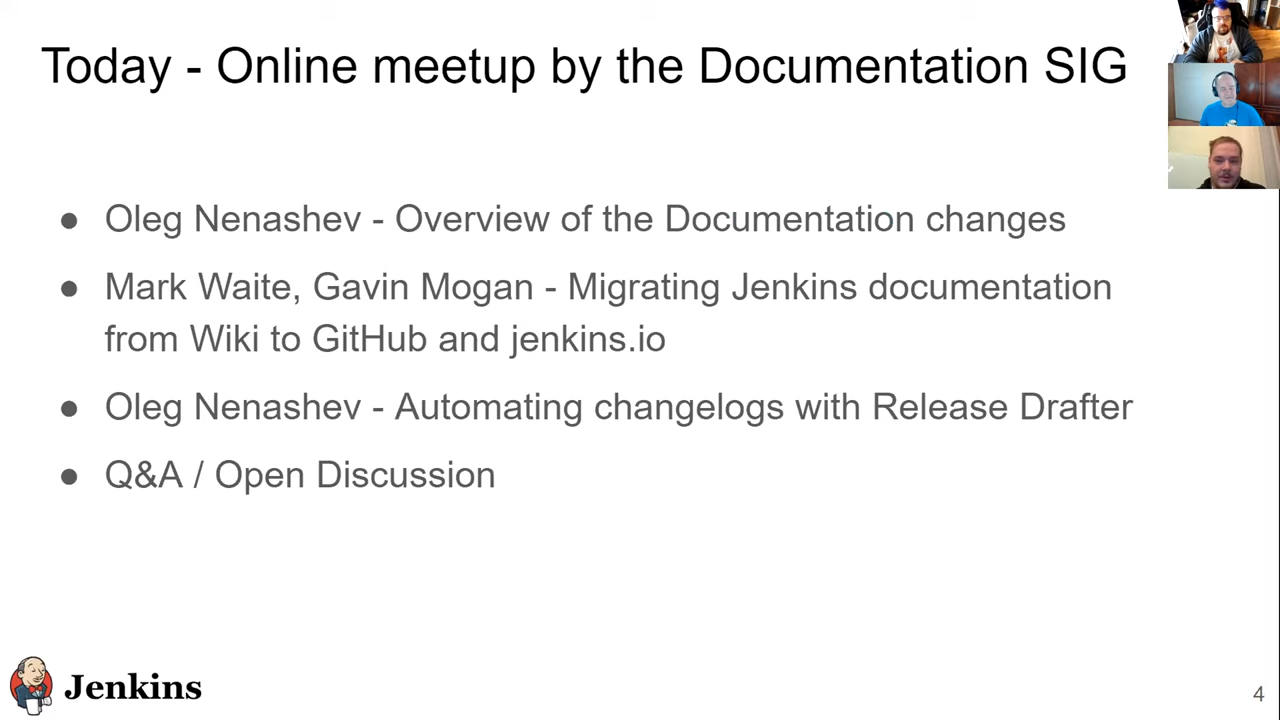 Today - Online meetup by the Documentation SIG
● Oleg Nenashev - Overview of the Documentation changes
● Mark Waite, Gavin Mogan - Migrating Jenkins documentation
from Wiki to GitHub and jenkins.io
● Oleg Nenashev - Automating changelogs with Release Drafter
● Q&A / Open Discussion
Jenkins
4